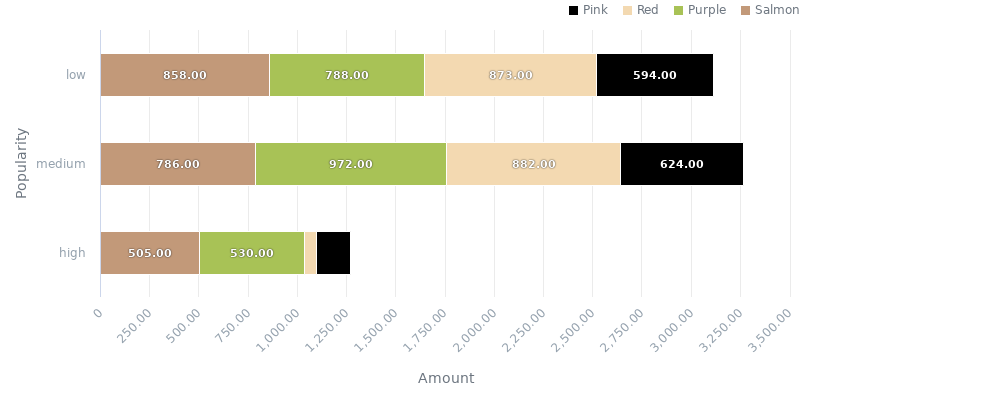 Pink Red Purple Salmon
low 858.00 788.00 873.00 594.00
medium 786.00 972.00 882.00 624.00
high 505.00 530.00
Popularity
0 250.00 500.00 750.00 1,000.00 1,250.00 1,500.00 1,750.00 2,000.00 2,250.00 2,500.00 2,750.00 3,000.00 3,250.00 3,500.00
Amount